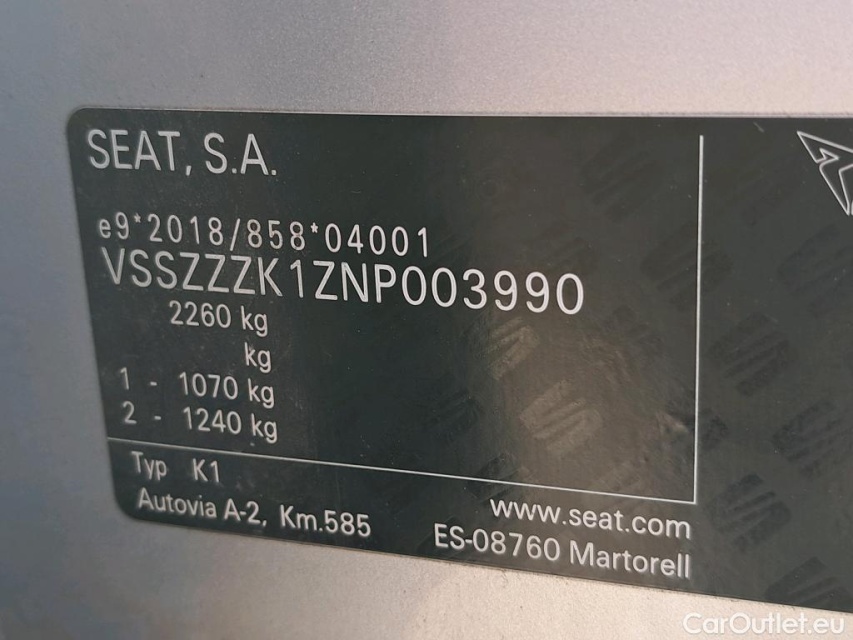 SEAT, S.A.
e9*2018/858*04001
VSSZZZK1ZNP003990
2260 kg
kg
1 - 1070 kg
2 - 1240 kg
Typ K1
Autovia A-2, Km.585
www.seat.com
ES-08760 Martorell
CarOutlet.eu